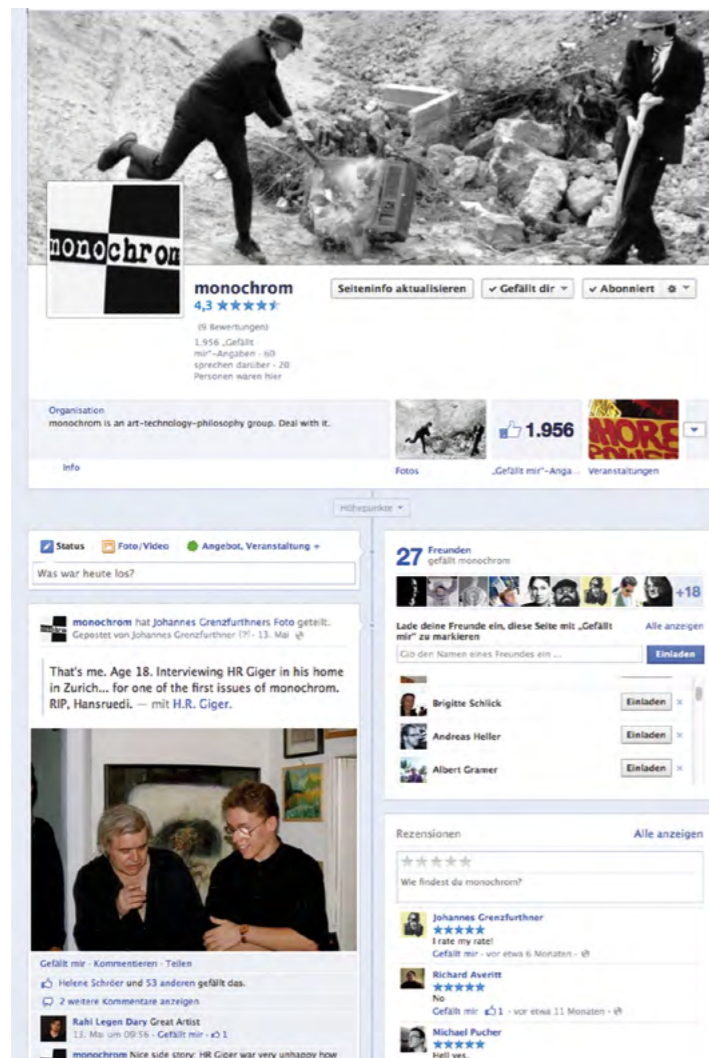 monochrom
monochrom
4,3
(9 Bewertungen)
1.956 „Gefällt
mir“-Angaben · 60
sprechen darüber · 20
Personen waren hier
Seiteninfo aktualisieren
Gefällt dir
Abonniert
Organisation
monochrom is an art-technology-philosophy group. Deal with it.
Info
Fotos
1.956
„Gefällt mir“-Anga...
HORE
POWER
Veranstaltungen
Höhepunkte
Status
Foto/Video
Angebot, Veranstaltung +
Was war heute los?
monochrom hat Johannes Grenzfurthners Foto geteilt.
Gepostet von Johannes Grenzfurthner (?) · 13. Mai
That's me. Age 18. Interviewing HR Giger in his home
in Zurich... for one of the first issues of monochrom.
RIP, Hansruedi. — mit H.R. Giger.
Gefällt mir · Kommentieren · Teilen
Helene Schröer und 53 anderen gefällt das.
2 weitere Kommentare anzeigen
Rahi Legen Dary Great Artist
13. Mai um 09:56 · Gefällt mir · 1
monochrom Nice side story: HR Giger war very unhappy how
27 Freunden
gefällt monochrom
+18
Lade deine Freunde ein, diese Seite mit „Gefällt
mir“ zu markieren
Alle anzeigen
Gib den Namen eines Freundes ein ...
Einladen
Brigitte Schlick
Einladen ×
Andreas Heller
Einladen ×
Albert Gramer
Einladen ×
Rezensionen
Alle anzeigen
Wie findest du monochrom?
Johannes Grenzfurthner
I rate my rate!
Gefällt mir · vor etwa 6 Monaten ·
Richard Averitt
No
Gefällt mir · 1 · vor etwa 11 Monaten ·
Michael Pucher
Hell yes.